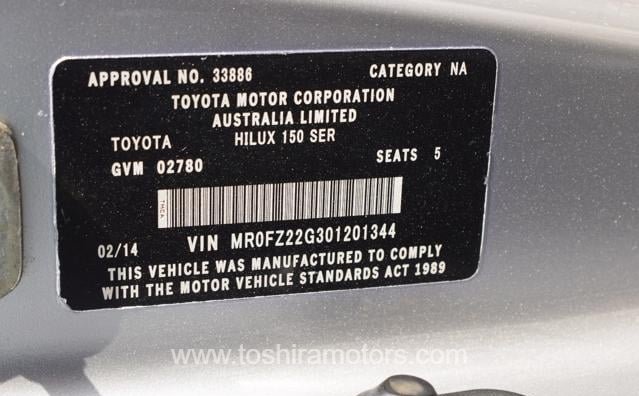 APPROVAL NO. 33886 CATEGORY NA
TOYOTA MOTOR CORPORATION
AUSTRALIA LIMITED
TOYOTA HILUX 150 SER
GVM 02780 SEATS 5
TMCA
02/14 VIN MR0FZ22G301201344
THIS VEHICLE WAS MANUFACTURED TO COMPLY
WITH THE MOTOR VEHICLE STANDARDS ACT 1989
www.toshiramotors.com